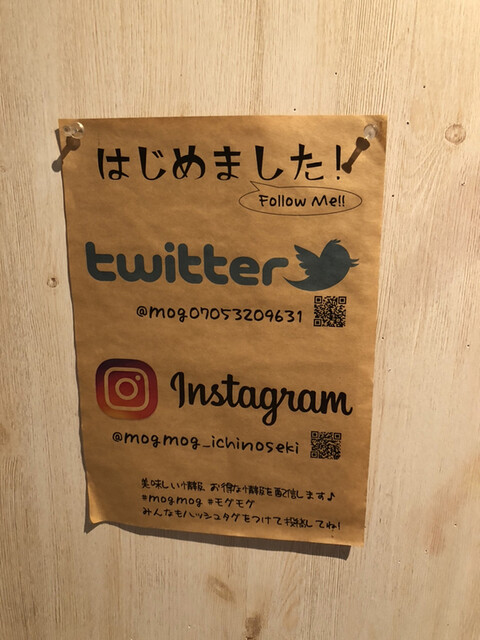 はじめました!
Follow Me!!
twitter
@mog07053209631
Instagram
@mogmog_ichinoseki
美味しい情報、お得な情報を配信します♪
#mogmog #モグモグ
みんなもハッシュタグをつけて投稿してね!